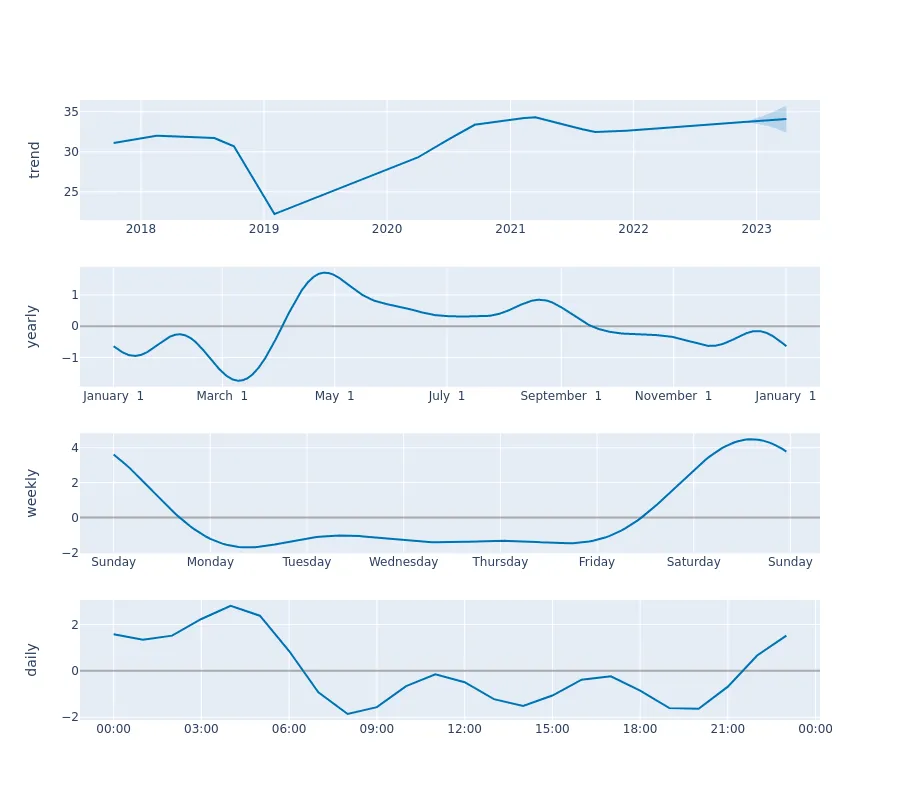 trend
35
30
25
2018 2019 2020 2021 2022 2023
yearly
1
0
−1
January 1 March 1 May 1 July 1 September 1 November 1 January 1
weekly
4
2
0
−2
Sunday Monday Tuesday Wednesday Thursday Friday Saturday Sunday
daily
2
0
−2
00:00 03:00 06:00 09:00 12:00 15:00 18:00 21:00 00:00